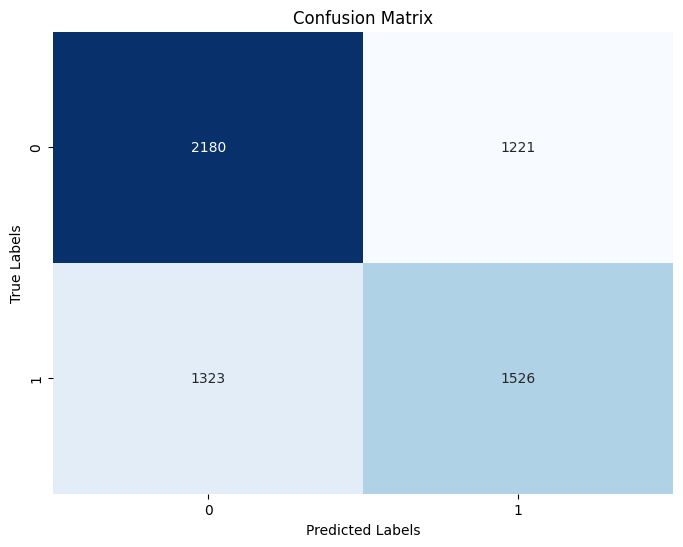 Confusion Matrix
True Labels
0
2180
1221
1
1323
1526
0
1
Predicted Labels